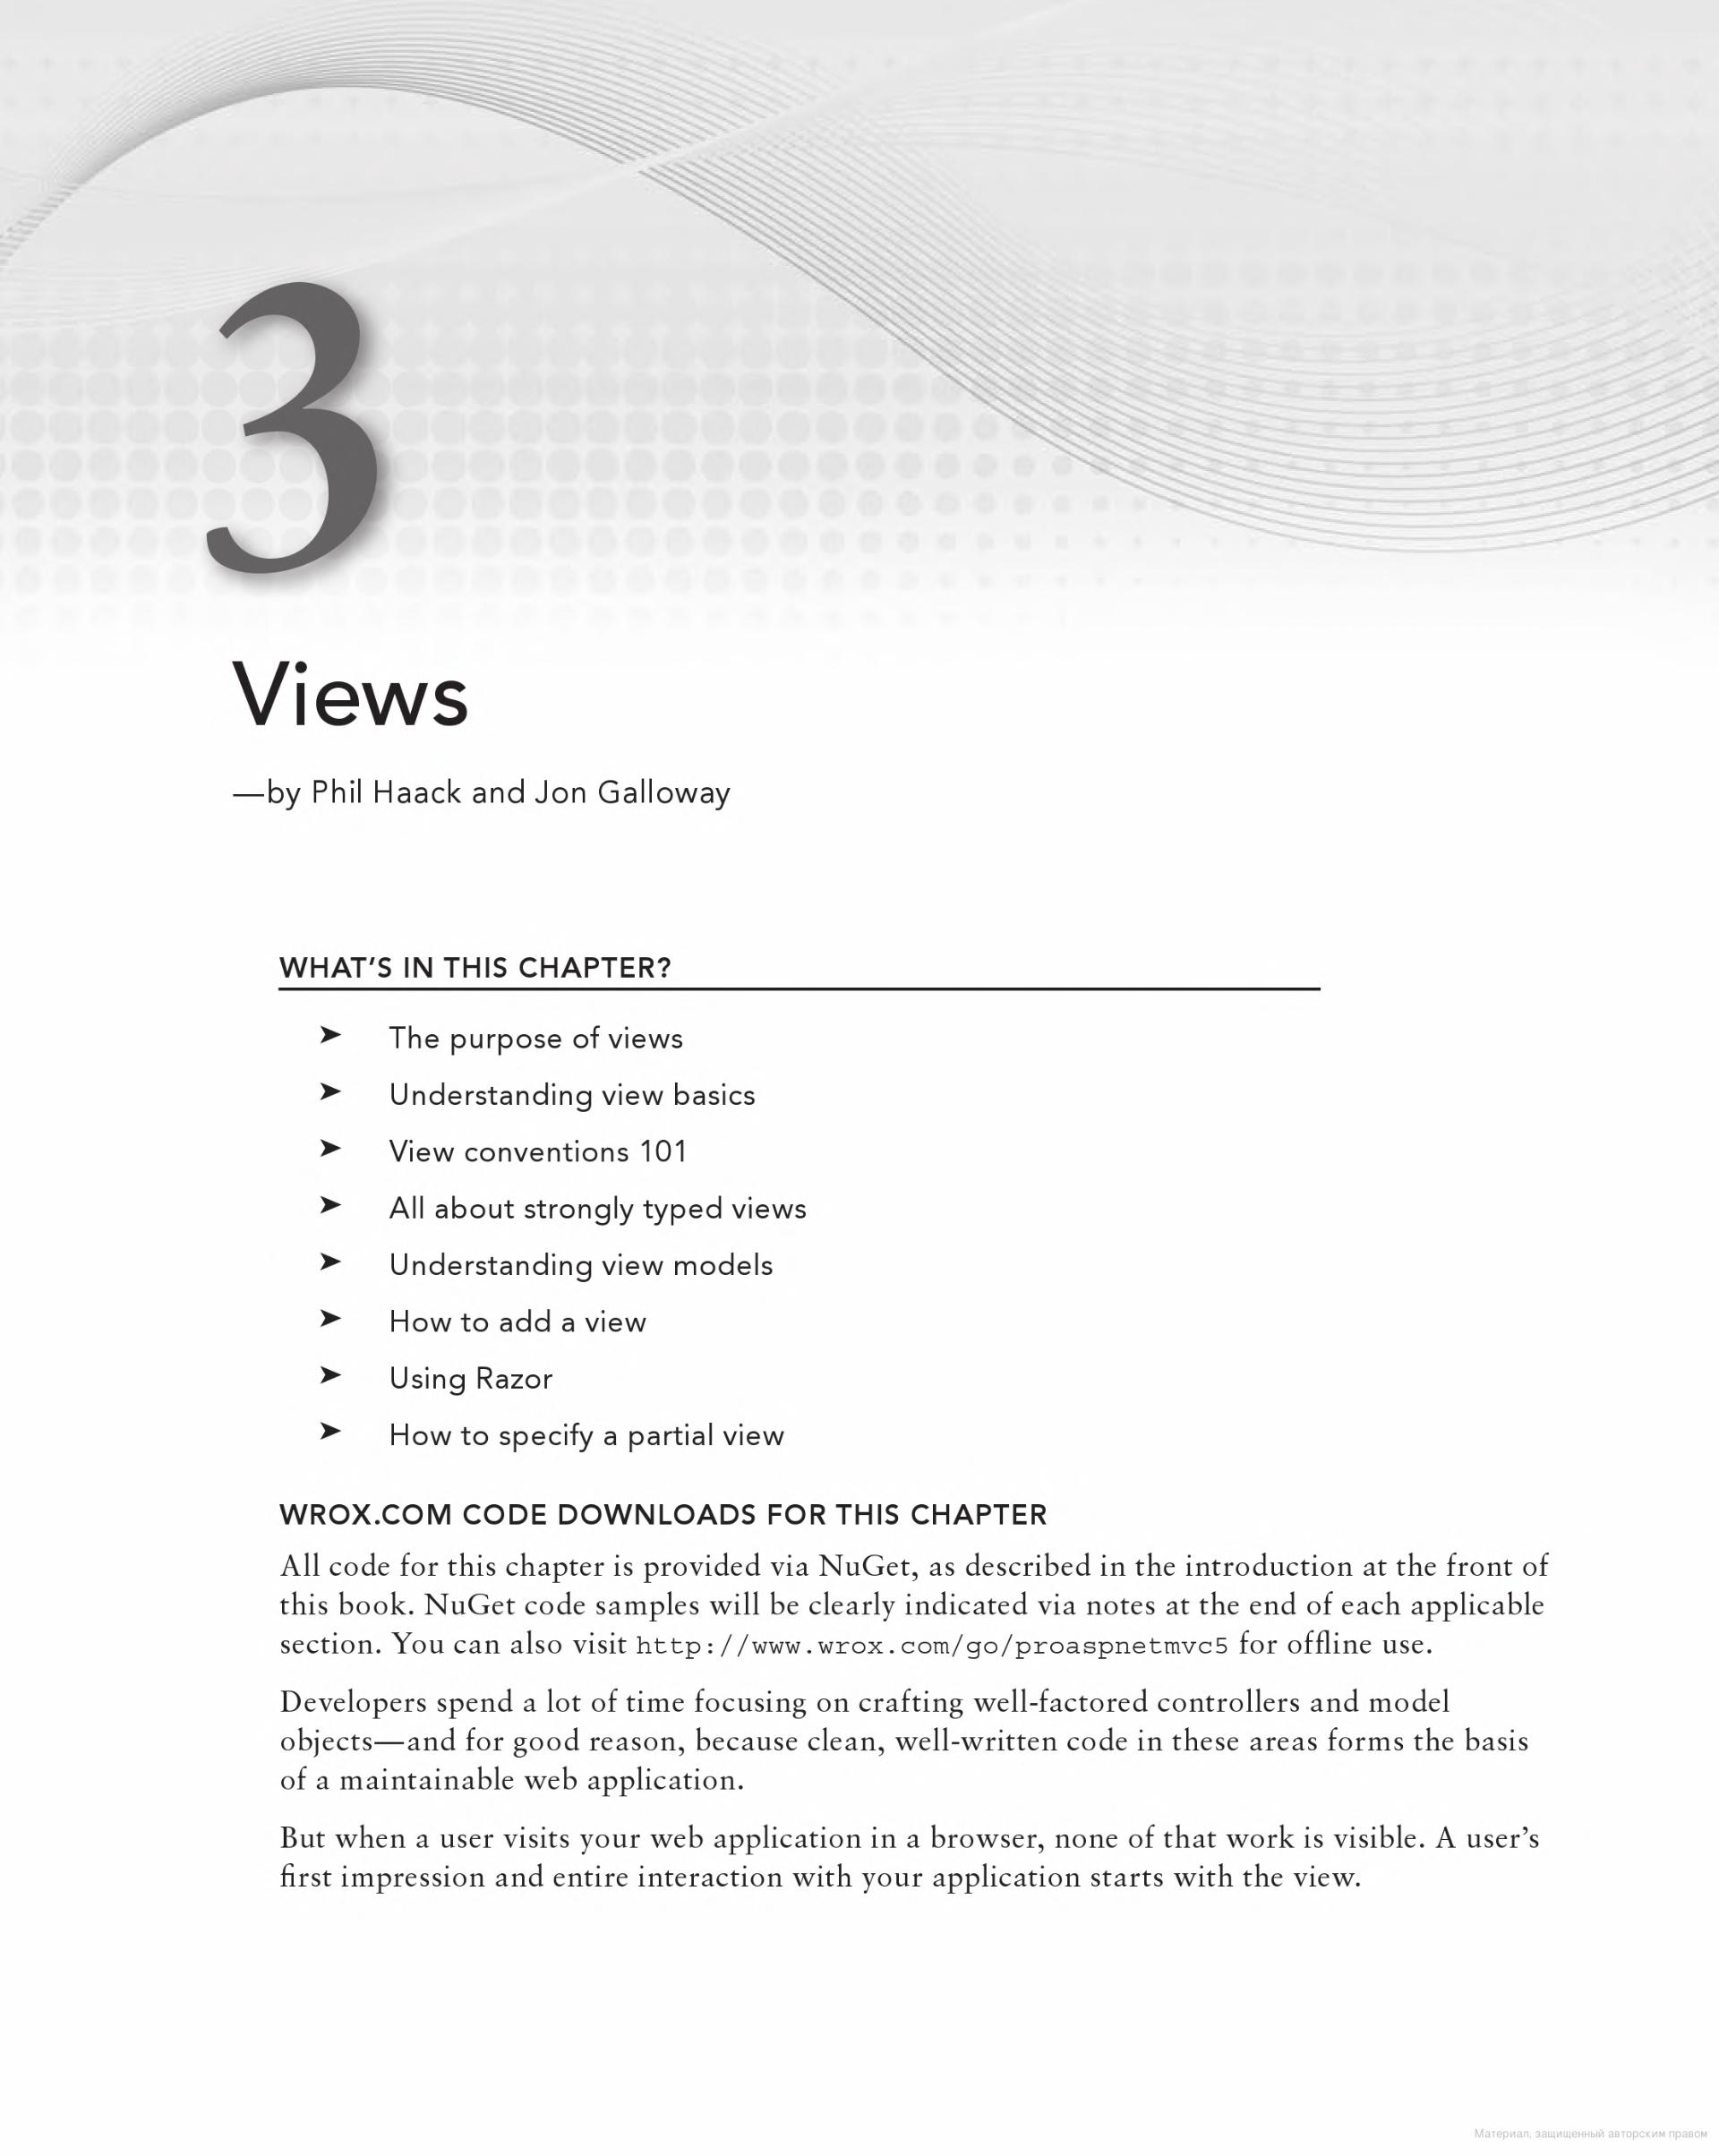 3
Views
—by Phil Haack and Jon Galloway
WHAT’S IN THIS CHAPTER?
➤ The purpose of views
➤ Understanding view basics
➤ View conventions 101
➤ All about strongly typed views
➤ Understanding view models
➤ How to add a view
➤ Using Razor
➤ How to specify a partial view
WROX.COM CODE DOWNLOADS FOR THIS CHAPTER
All code for this chapter is provided via NuGet, as described in the introduction at the front of
this book. NuGet code samples will be clearly indicated via notes at the end of each applicable
section. You can also visit http://www.wrox.com/go/proaspnetmvc5 for offline use.
Developers spend a lot of time focusing on crafting well-factored controllers and model
objects—and for good reason, because clean, well-written code in these areas forms the basis
of a maintainable web application.
But when a user visits your web application in a browser, none of that work is visible. A user’s
first impression and entire interaction with your application starts with the view.
Материал, защищенный авторским правом